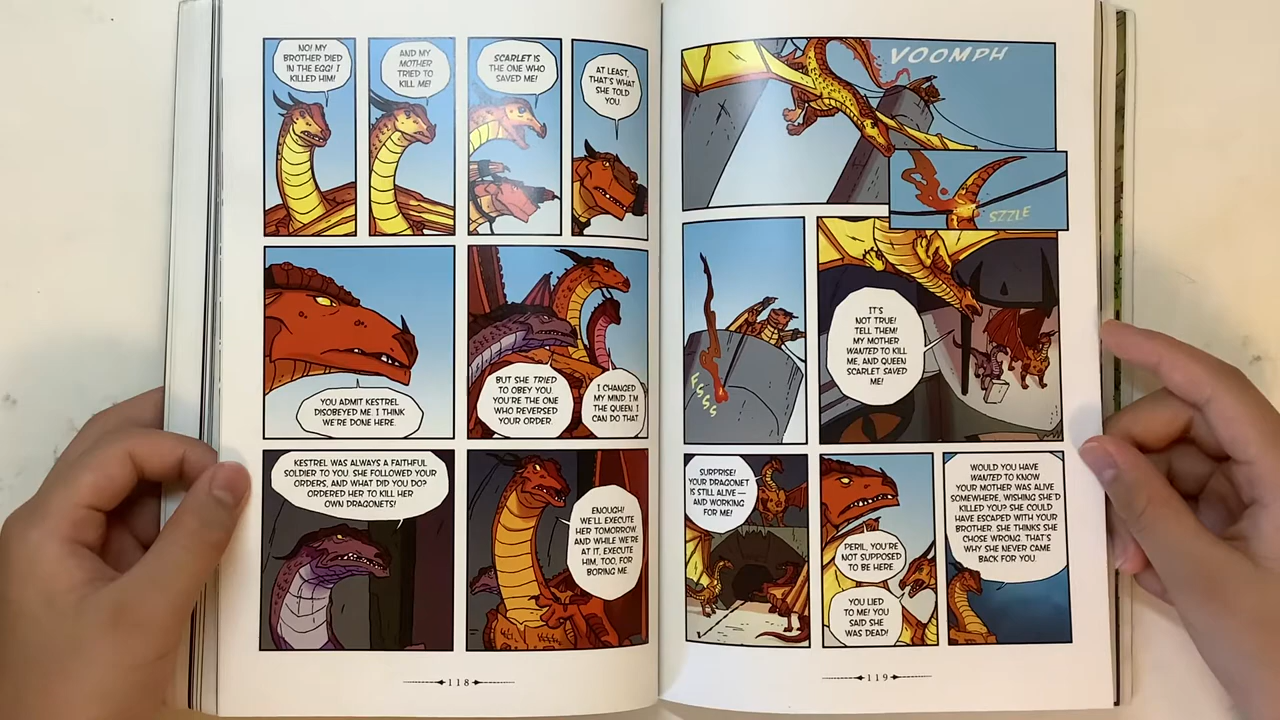 NO! MY
BROTHER DIED
IN THE EGG! I
KILLED HIM!
AND MY
MOTHER
TRIED TO
KILL ME!
SCARLET IS
THE ONE WHO
SAVED ME!
AT LEAST,
THAT'S WHAT
SHE TOLD
YOU.
YOU ADMIT KESTREL
DISOBEYED ME. I THINK
WE'RE DONE HERE.
BUT SHE TRIED
TO OBEY YOU.
YOU'RE THE ONE
WHO REVERSED
YOUR ORDER.
I CHANGED
MY MIND. I'M
THE QUEEN. I
CAN DO THAT.
KESTREL WAS ALWAYS A FAITHFUL
SOLDIER TO YOU. SHE FOLLOWED YOUR
ORDERS, AND WHAT DID YOU DO?
ORDERED HER TO KILL HER
OWN DRAGONETS!
ENOUGH!
WE'LL EXECUTE
HER TOMORROW.
AND WHILE WE'RE
AT IT, EXECUTE
HIM, TOO, FOR
BORING ME.
118
VOOMPH
SZZLE
FSSS
IT'S
NOT TRUE!
TELL THEM!
MY MOTHER
WANTED TO KILL
ME, AND QUEEN
SCARLET SAVED
ME!
SURPRISE!
YOUR DRAGONET
IS STILL ALIVE —
AND WORKING
FOR ME!
PERIL, YOU'RE
NOT SUPPOSED
TO BE HERE.
YOU LIED
TO ME! YOU
SAID SHE
WAS DEAD!
WOULD YOU HAVE
WANTED TO KNOW
YOUR MOTHER WAS ALIVE
SOMEWHERE, WISHING SHE'D
KILLED YOU? SHE COULD
HAVE ESCAPED WITH YOUR
BROTHER. SHE THINKS SHE
CHOSE WRONG. THAT'S
WHY SHE NEVER CAME
BACK FOR YOU.
119